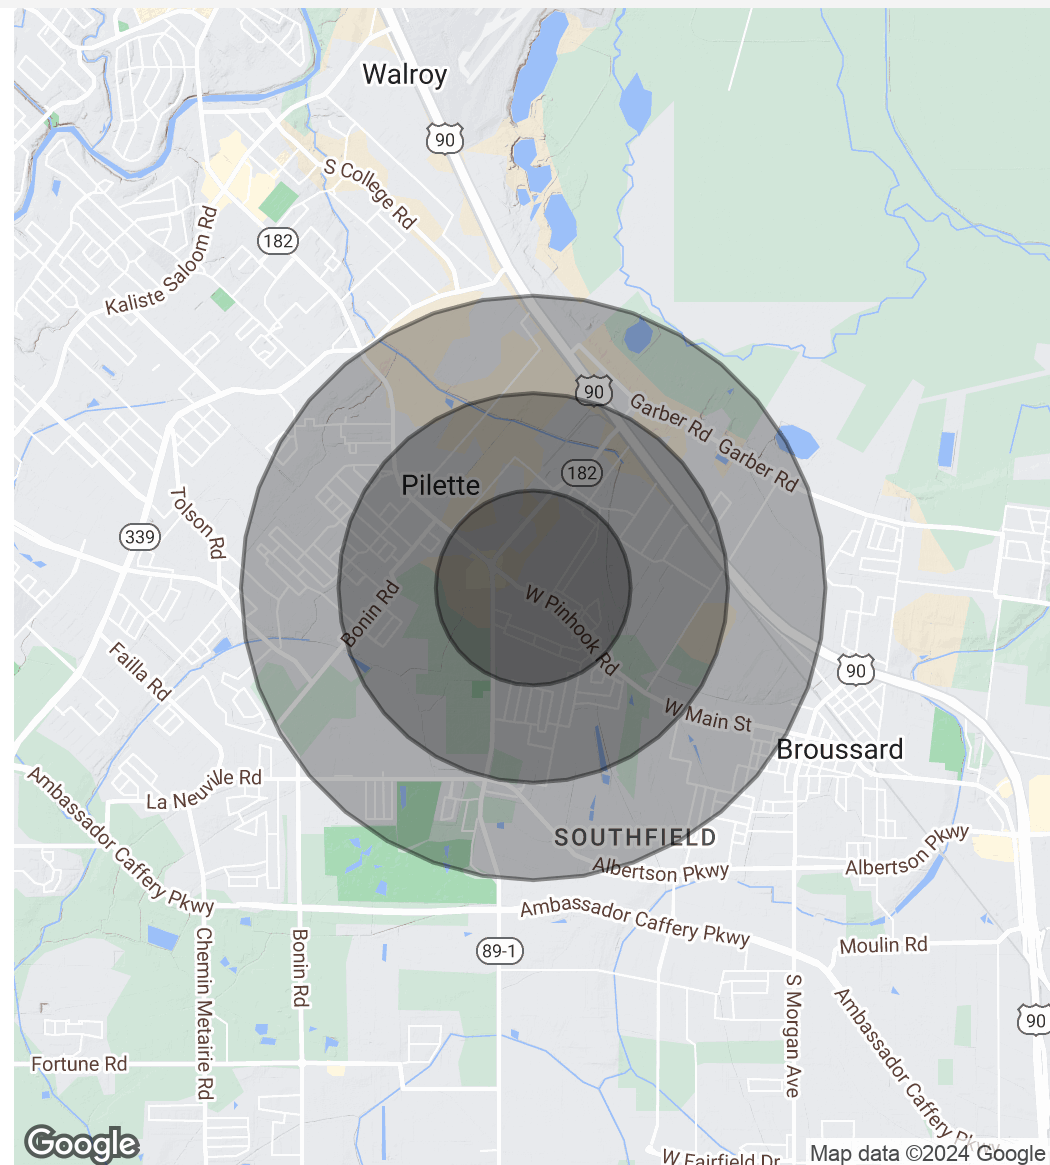 Walroy
90
S College Rd
182
Kaliste Saloom Rd
90
Garber Rd
Garber Rd
182
Pilette
Tolson Rd
339
Bonin Rd
W Pinhook Rd
Failla Rd
90
W Main St
Broussard
La Neuville Rd
Ambassador Caffery Pkwy
SOUTHFIELD
Albertson Pkwy
Albertson Pkwy
Ambassador Caffery Pkwy
Moulin Rd
89-1
Chemin Metairie Rd
Bonin Rd
S Morgan Ave
Ambassador Caffery Pkwy
90
Fortune Rd
W Fairfield Dr
Google
Map data ©2024 Google